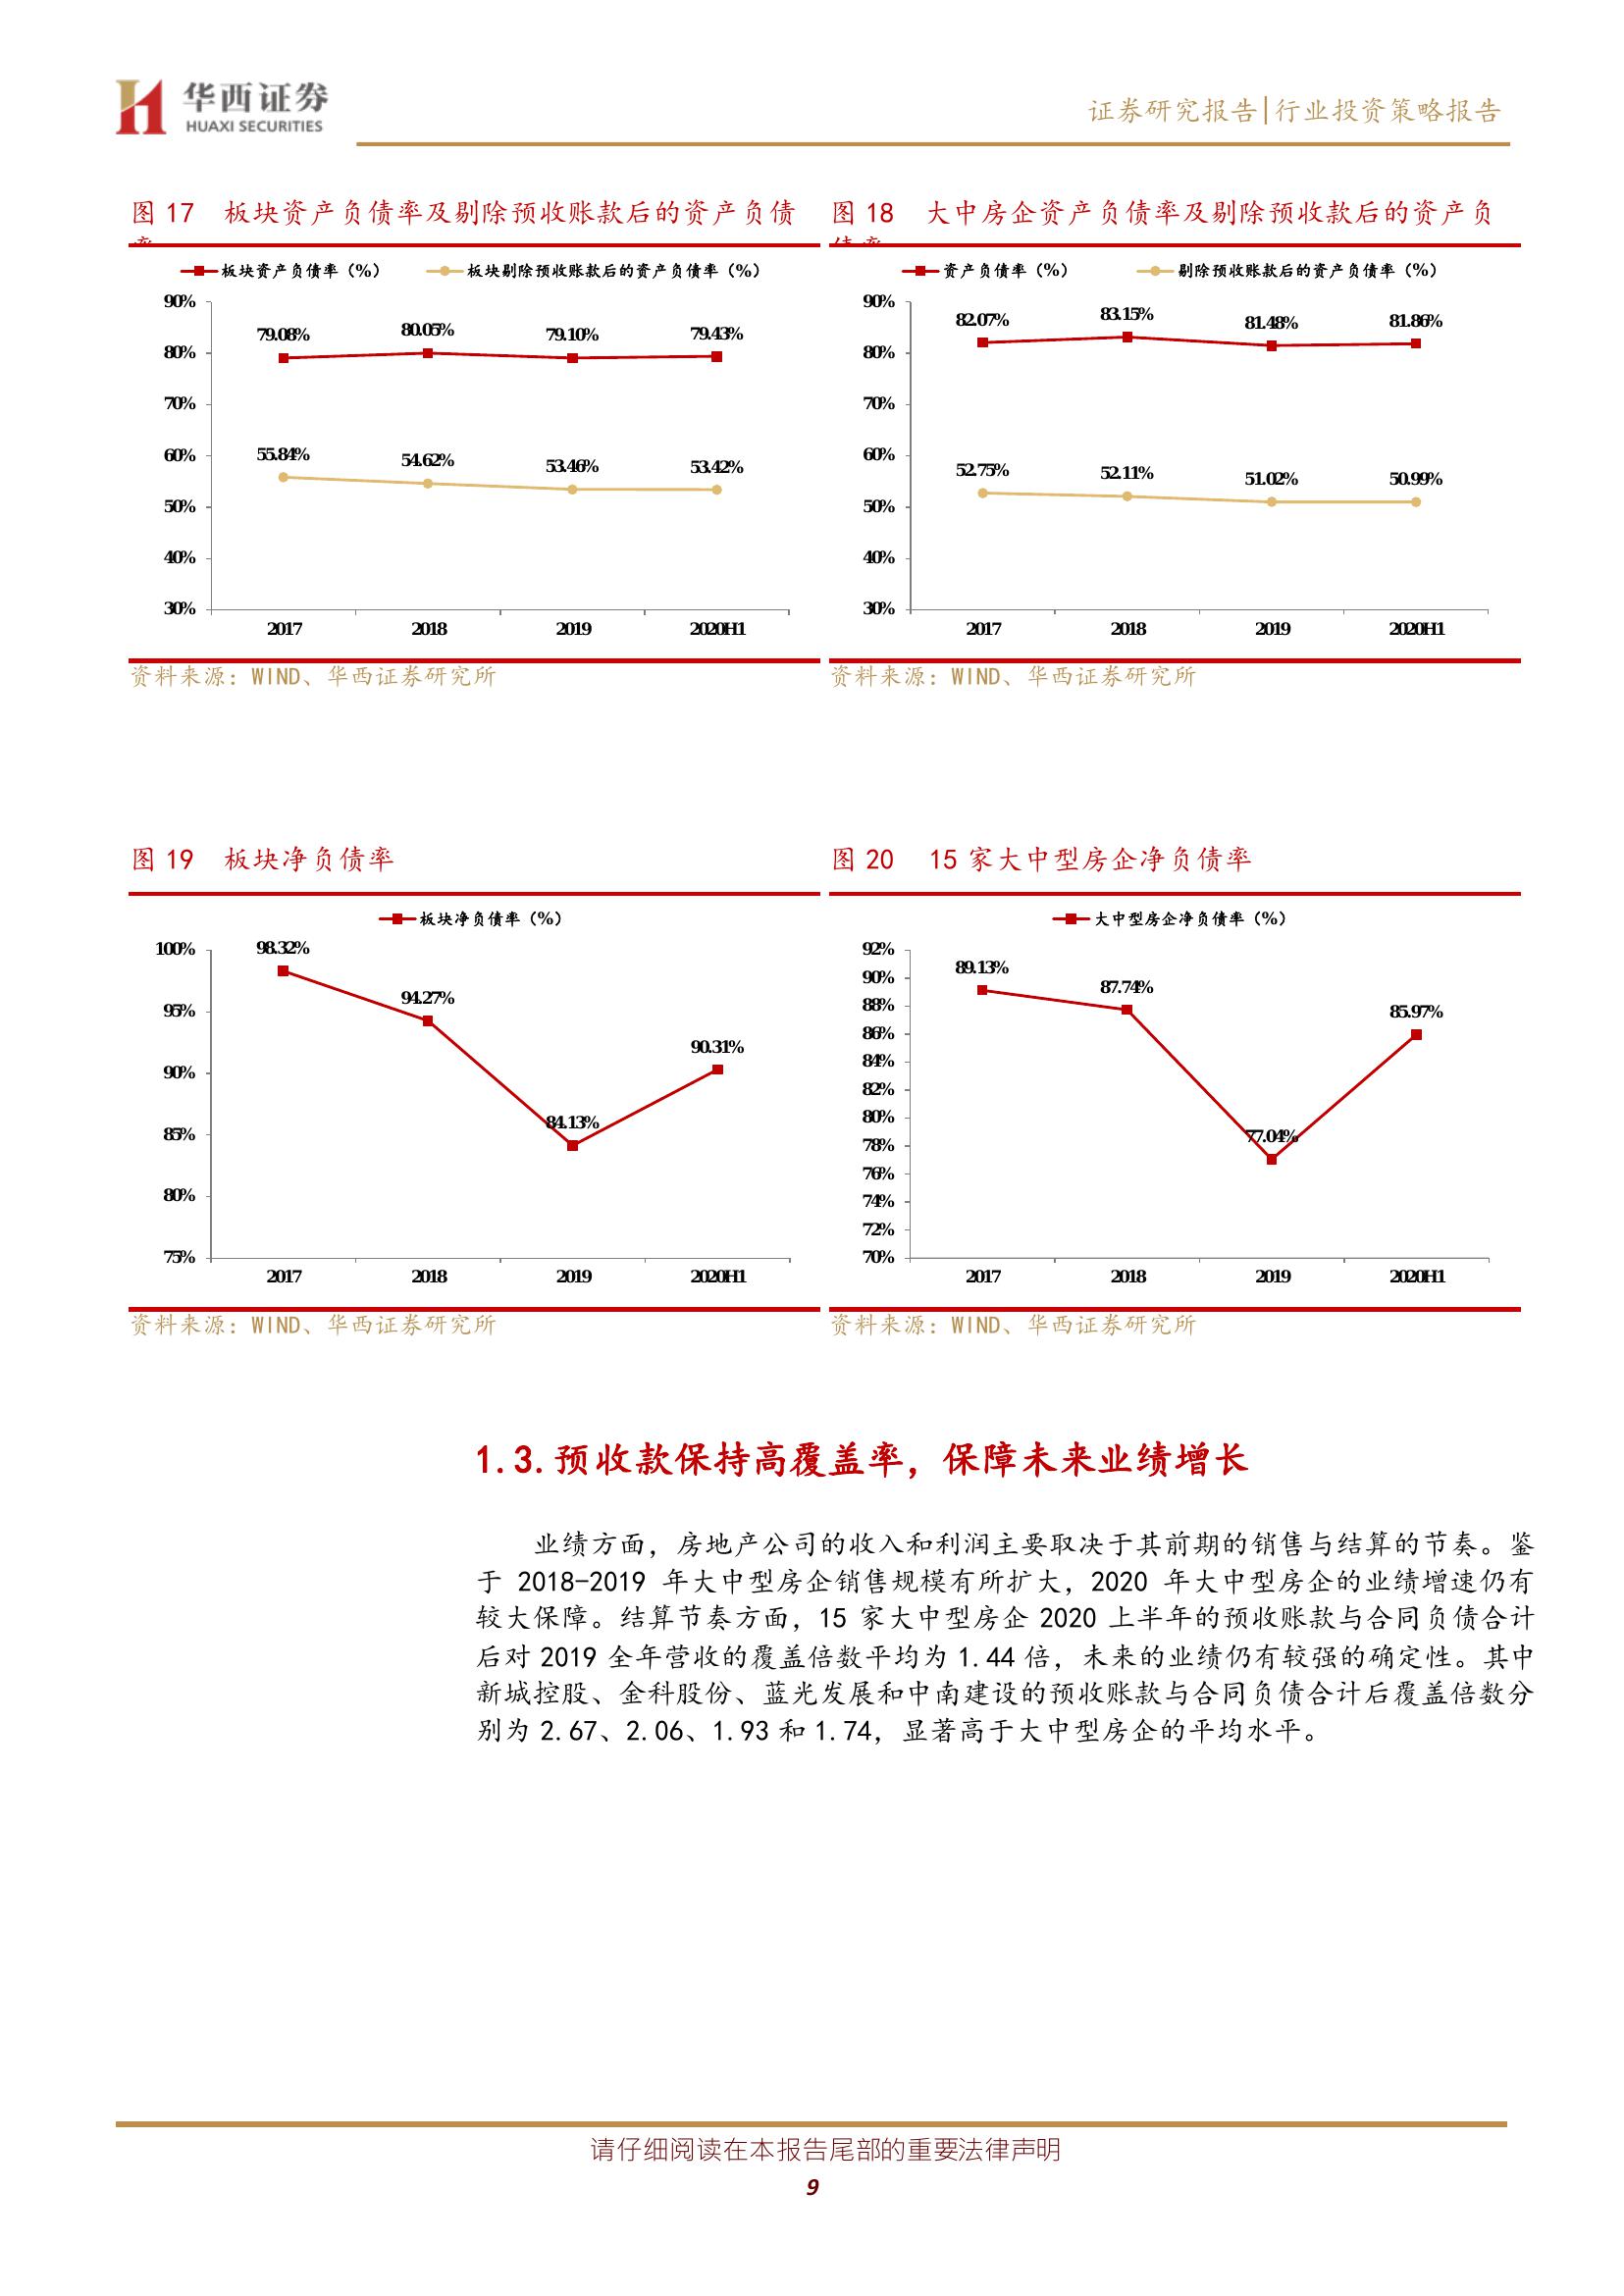 华西证券
HUAXI SECURITIES
证券研究报告|行业投资策略报告
图 17 板块资产负债率及剔除预收账款后的资产负债
板块资产负债率（%） 板块剔除预收账款后的资产负债率（%）
90%
80%
70%
60%
50%
40%
30%
79.08% 80.05% 79.10% 79.43%
55.84% 54.62% 53.46% 53.42%
2017 2018 2019 2020H1
资料来源：WIND、华西证券研究所
图 18 大中房企资产负债率及剔除预收款后的资产负
资产负债率（%） 剔除预收账款后的资产负债率（%）
90%
80%
70%
60%
50%
40%
30%
82.07% 83.15% 81.48% 81.86%
52.75% 52.11% 51.02% 50.99%
2017 2018 2019 2020H1
资料来源：WIND、华西证券研究所
图 19 板块净负债率
板块净负债率（%）
100%
95%
90%
85%
80%
75%
98.32% 94.27% 84.13% 90.31%
2017 2018 2019 2020H1
资料来源：WIND、华西证券研究所
图 20 15 家大中型房企净负债率
大中型房企净负债率（%）
92%
90%
88%
86%
84%
82%
80%
78%
76%
74%
72%
70%
89.13% 87.74% 77.04% 85.97%
2017 2018 2019 2020H1
资料来源：WIND、华西证券研究所
1.3.预收款保持高覆盖率，保障未来业绩增长
业绩方面，房地产公司的收入和利润主要取决于其前期的销售与结算的节奏。鉴
于 2018-2019 年大中型房企销售规模有所扩大，2020 年大中型房企的业绩增速仍有
较大保障。结算节奏方面，15 家大中型房企 2020 上半年的预收账款与合同负债合计
后对 2019 全年营收的覆盖倍数平均为 1.44 倍，未来的业绩仍有较强的确定性。其中
新城控股、金科股份、蓝光发展和中南建设的预收账款与合同负债合计后覆盖倍数分
别为 2.67、2.06、1.93 和 1.74，显著高于大中型房企的平均水平。
请仔细阅读在本报告尾部的重要法律声明
9